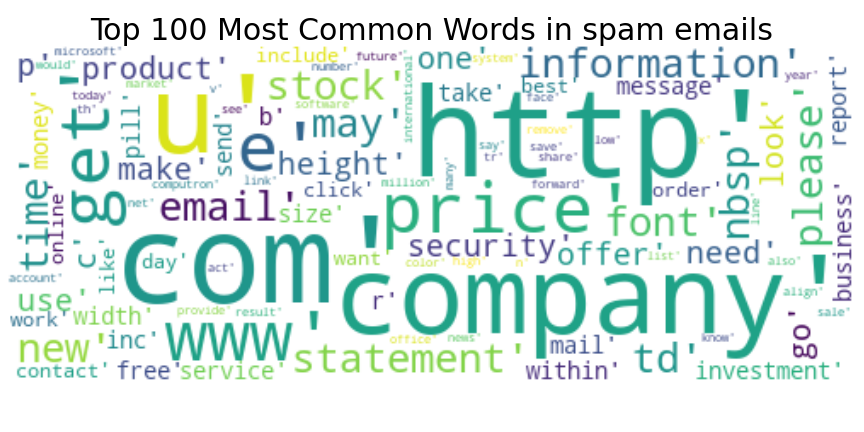 Top 100 Most Common Words in spam emails
microsoft'
include'
future'
one'
system'
information'
would'
number'
p'
product'
stock'
year'
today'
market'
v'
software'
international'
take'
best'
face'
message'
report'
th'
money'
pill'
send'
see'
b'
u'
get'
may'
http'
remove'
x'
look'
e'
height'
say'
save'
low'
tr'
share'
nbsp'
please'
time'
make'
computron'
link'
click'
million'
many'
forward'
order'
online'
net'
email'
size'
price'
font'
line'
business'
c'
like'
com'
day'
act'
want'
security'
offer'
list'
need'
also'
account'
color'
high'
n'
company'
align'
use'
r'
work'
width'
provide'
result'
sale'
new'
inc'
www'
office'
news'
mail'
know'
go'
statement'
td'
contact'
free'
service'
within'
investment'